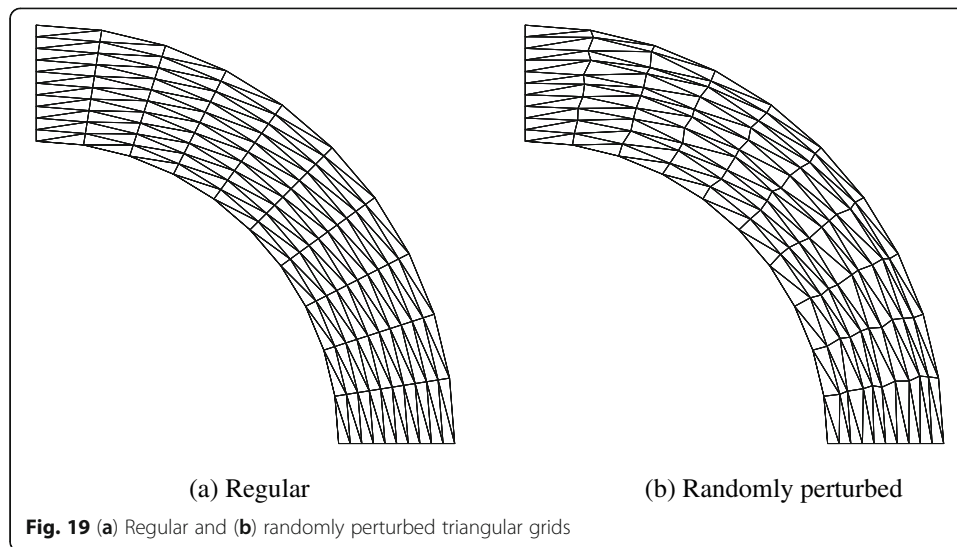 (a) Regular
(b) Randomly perturbed
Fig. 19 (a) Regular and (b) randomly perturbed triangular grids